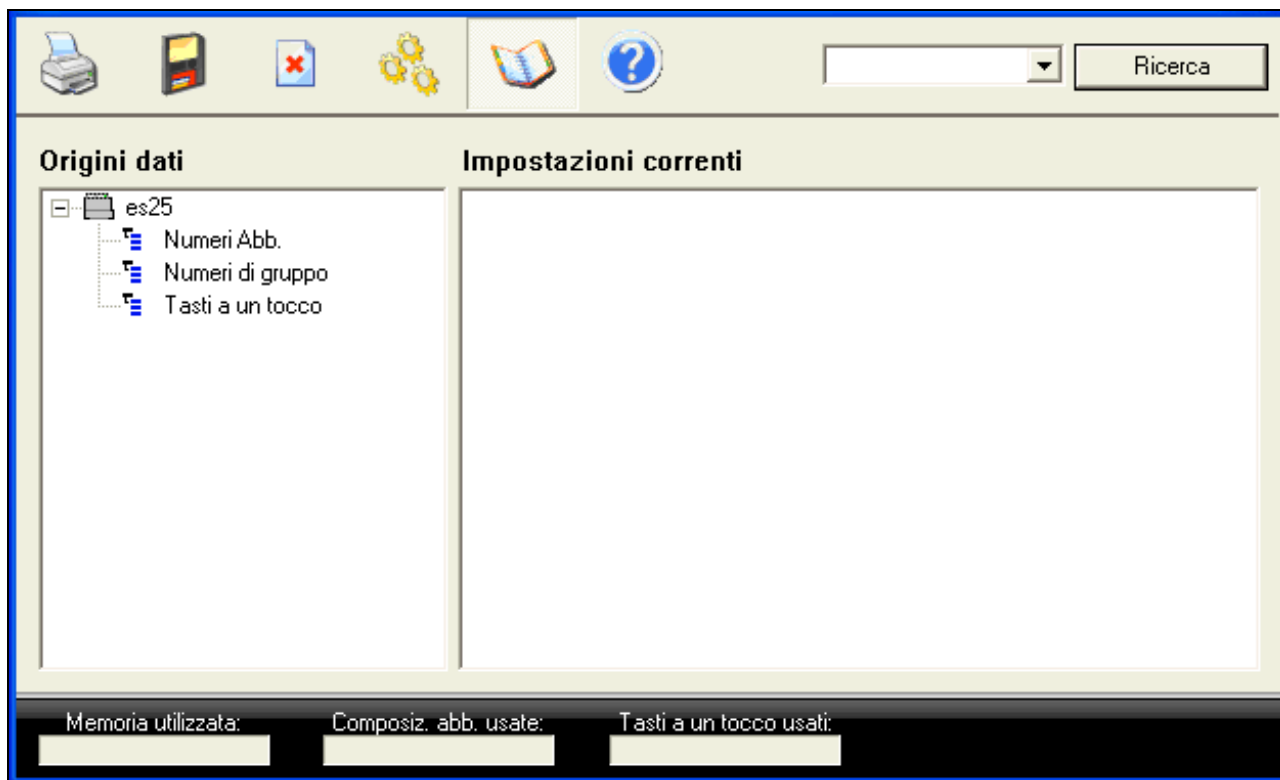 Ricerca
Origini dati
Impostazioni correnti
es25
Numeri Abb.
Numeri di gruppo
Tasti a un tocco
Memoria utilizzata:
Composiz. abb. usate:
Tasti a un tocco usati: